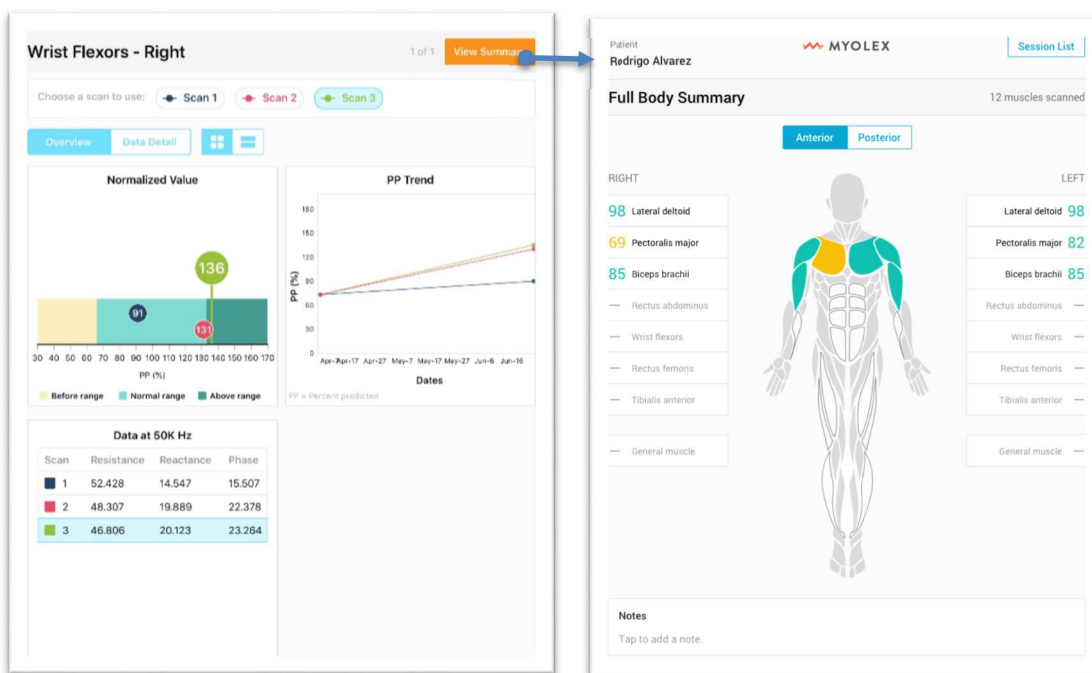 Wrist Flexors - Right
1 of 1
View Summar
Choose a scan to use:
Scan 1
Scan 2
Scan 3
Overview
Data Detail
Normalized Value
136
91
131
30 40 50 60 70 80 90 100 110 120 130 140 150 160 170
PP (%)
Before range
Normal range
Above range
PP Trend
PP (%)
180
150
120
90
60
30
0
Apr-7 Apr-17 Apr-27 May-7 May-17 May-27 Jun-6 Jun-16
Dates
PP = Percent predicted
Data at 50K Hz
Scan Resistance Reactance Phase
1 52.428 14.547 15.507
2 48.307 19.889 22.378
3 46.806 20.123 23.264
Patient
Rodrigo Alvarez
MYOLEX
Session List
Full Body Summary
12 muscles scanned
Anterior
Posterior
RIGHT
98 Lateral deltoid
69 Pectoralis major
85 Biceps brachii
— Rectus abdominus
— Wrist flexors
— Rectus femoris
— Tibialis anterior
— General muscle
LEFT
Lateral deltoid 98
Pectoralis major 82
Biceps brachii 85
Rectus abdominus —
Wrist flexors —
Rectus femoris —
Tibialis anterior —
General muscle —
Notes
Tap to add a note.